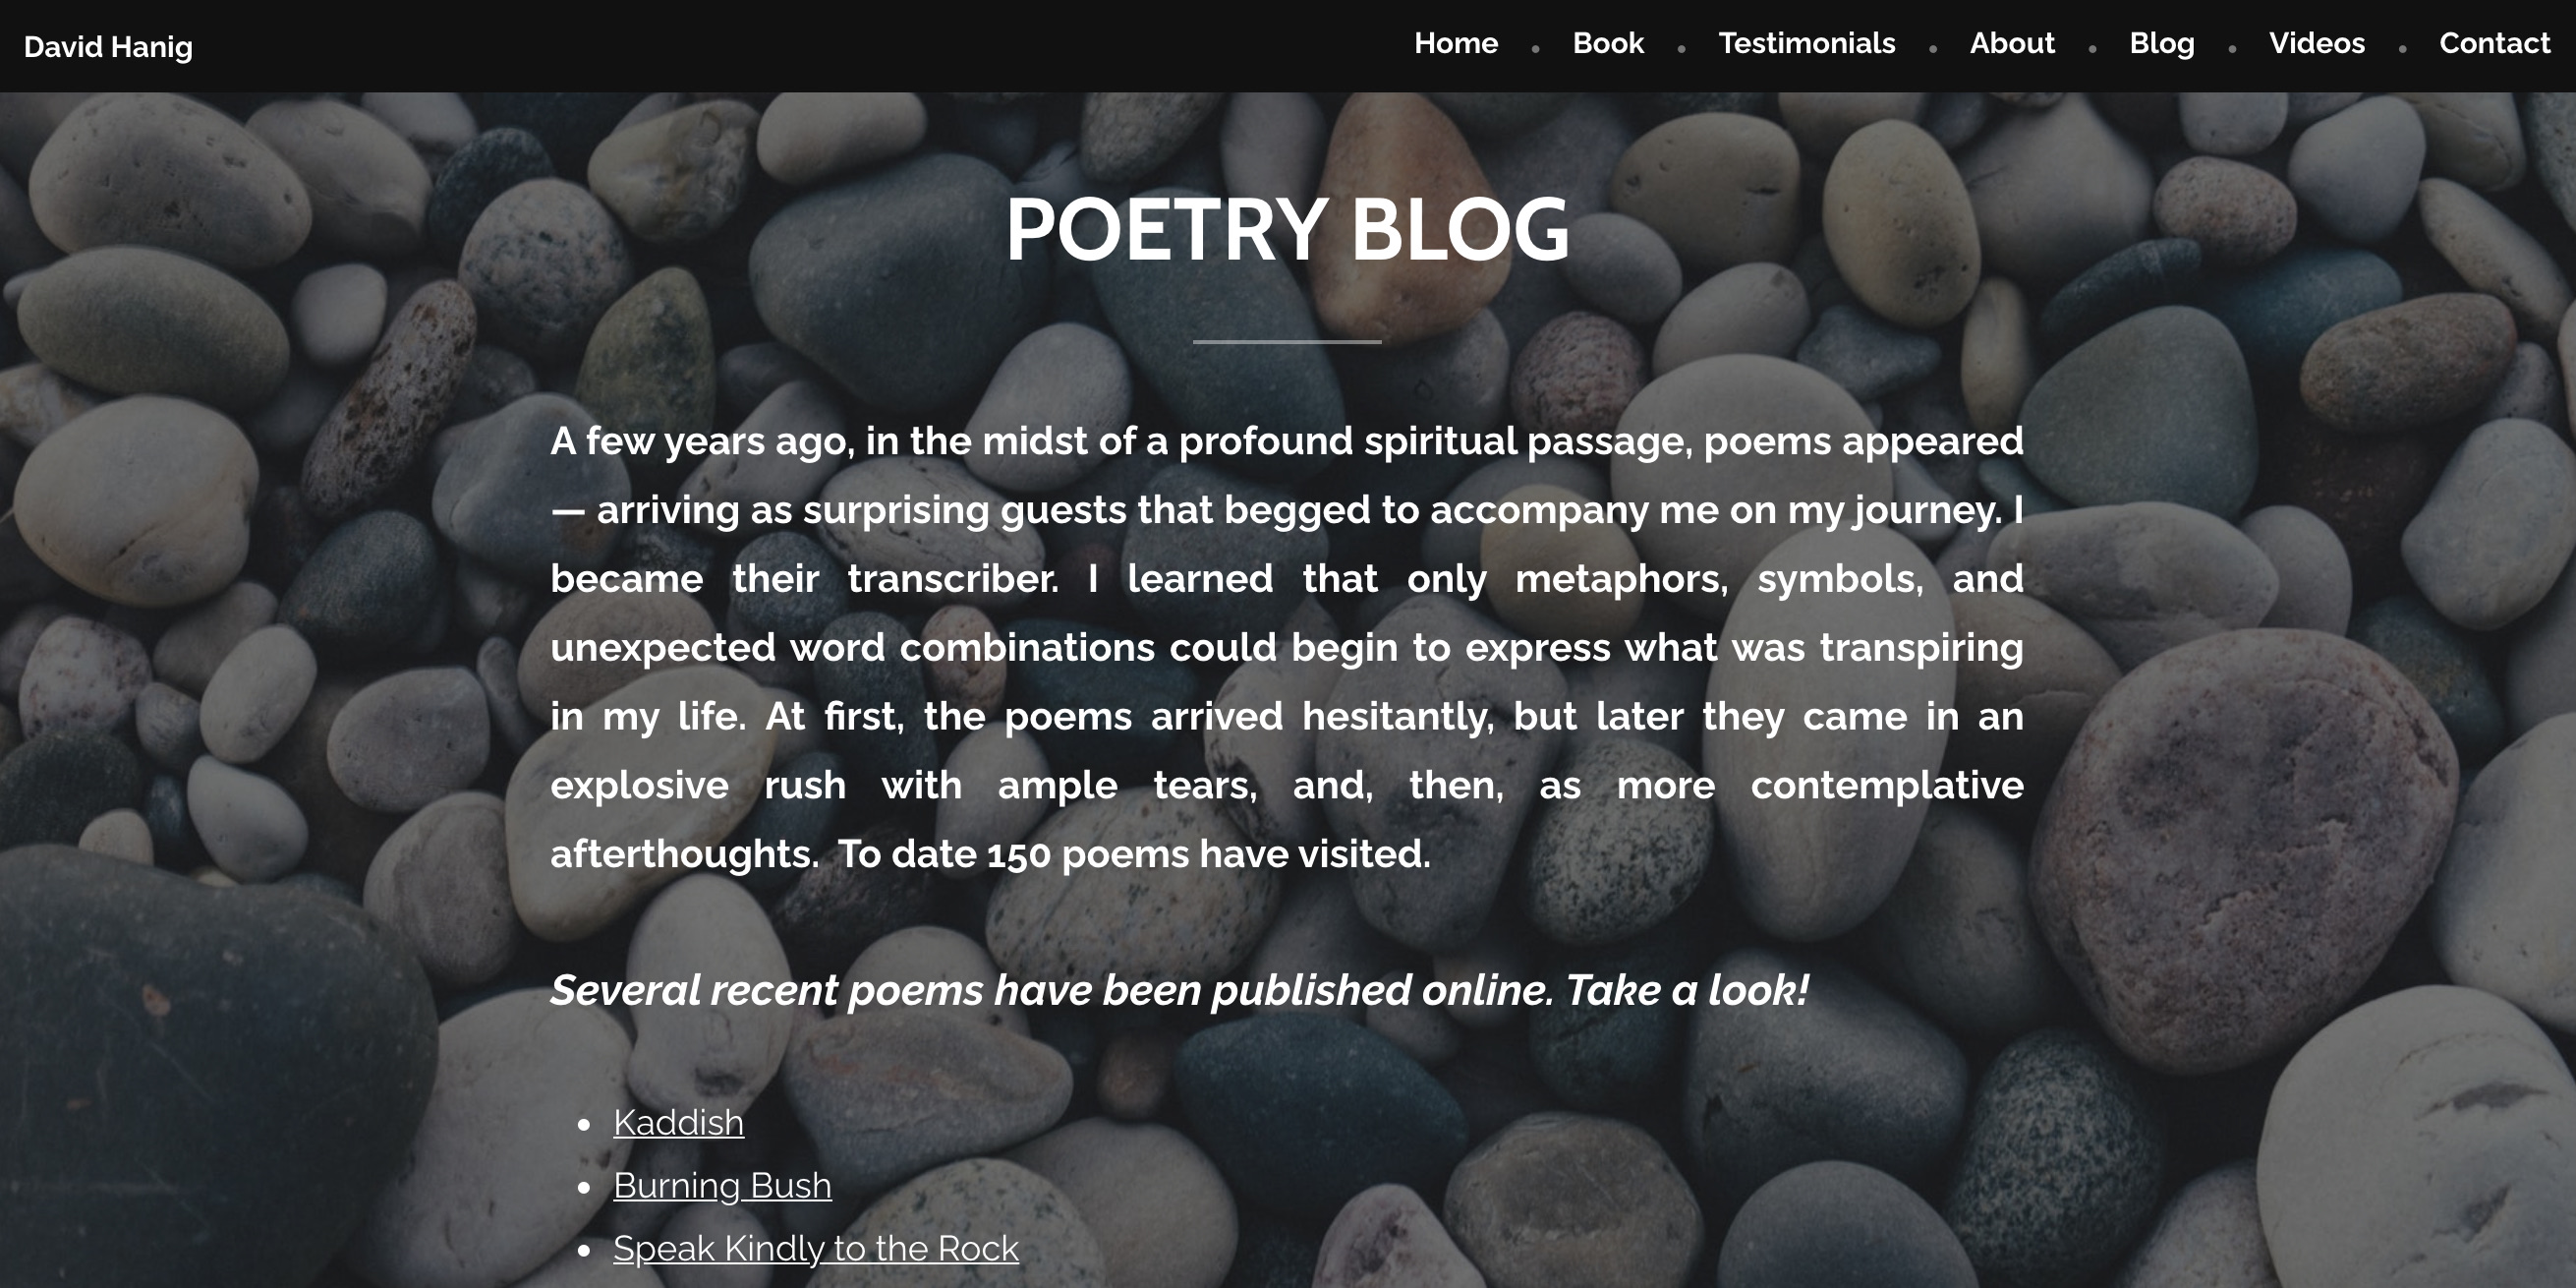 David Hanig
Home • Book • Testimonials • About • Blog • Videos • Contact
POETRY BLOG
A few years ago, in the midst of a profound spiritual passage, poems appeared
— arriving as surprising guests that begged to accompany me on my journey. I
became their transcriber. I learned that only metaphors, symbols, and
unexpected word combinations could begin to express what was transpiring
in my life. At first, the poems arrived hesitantly, but later they came in an
explosive rush with ample tears, and, then, as more contemplative
afterthoughts.  To date 150 poems have visited.
Several recent poems have been published online. Take a look!
• Kaddish
• Burning Bush
• Speak Kindly to the Rock